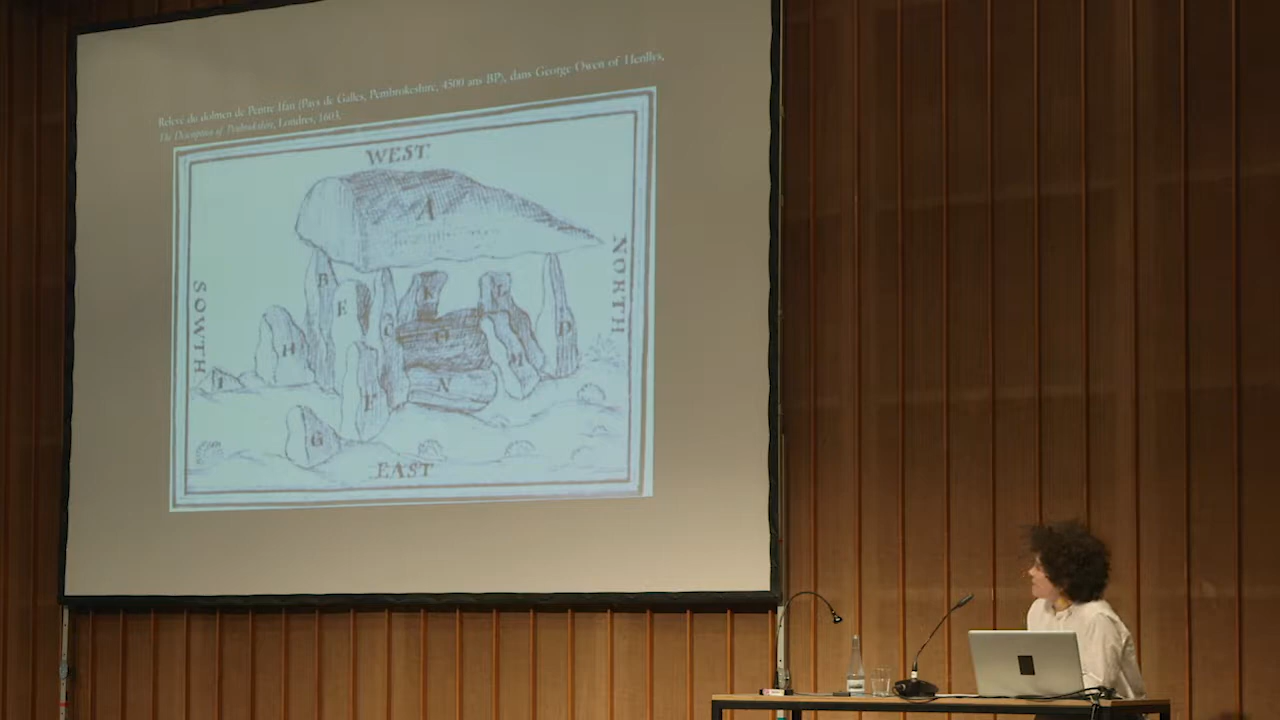 Relevé du dolmen de Pentre Ifan (Pays de Galles, Pembrokeshire, 4500 ans BP), dans George Owen of Henllys,
The Description of Pembrokshire, Londres, 1603.
WEST
A
SOWTH
NORTH
B
E
K
L
C
D
H
M
I
N
F
G
EAST